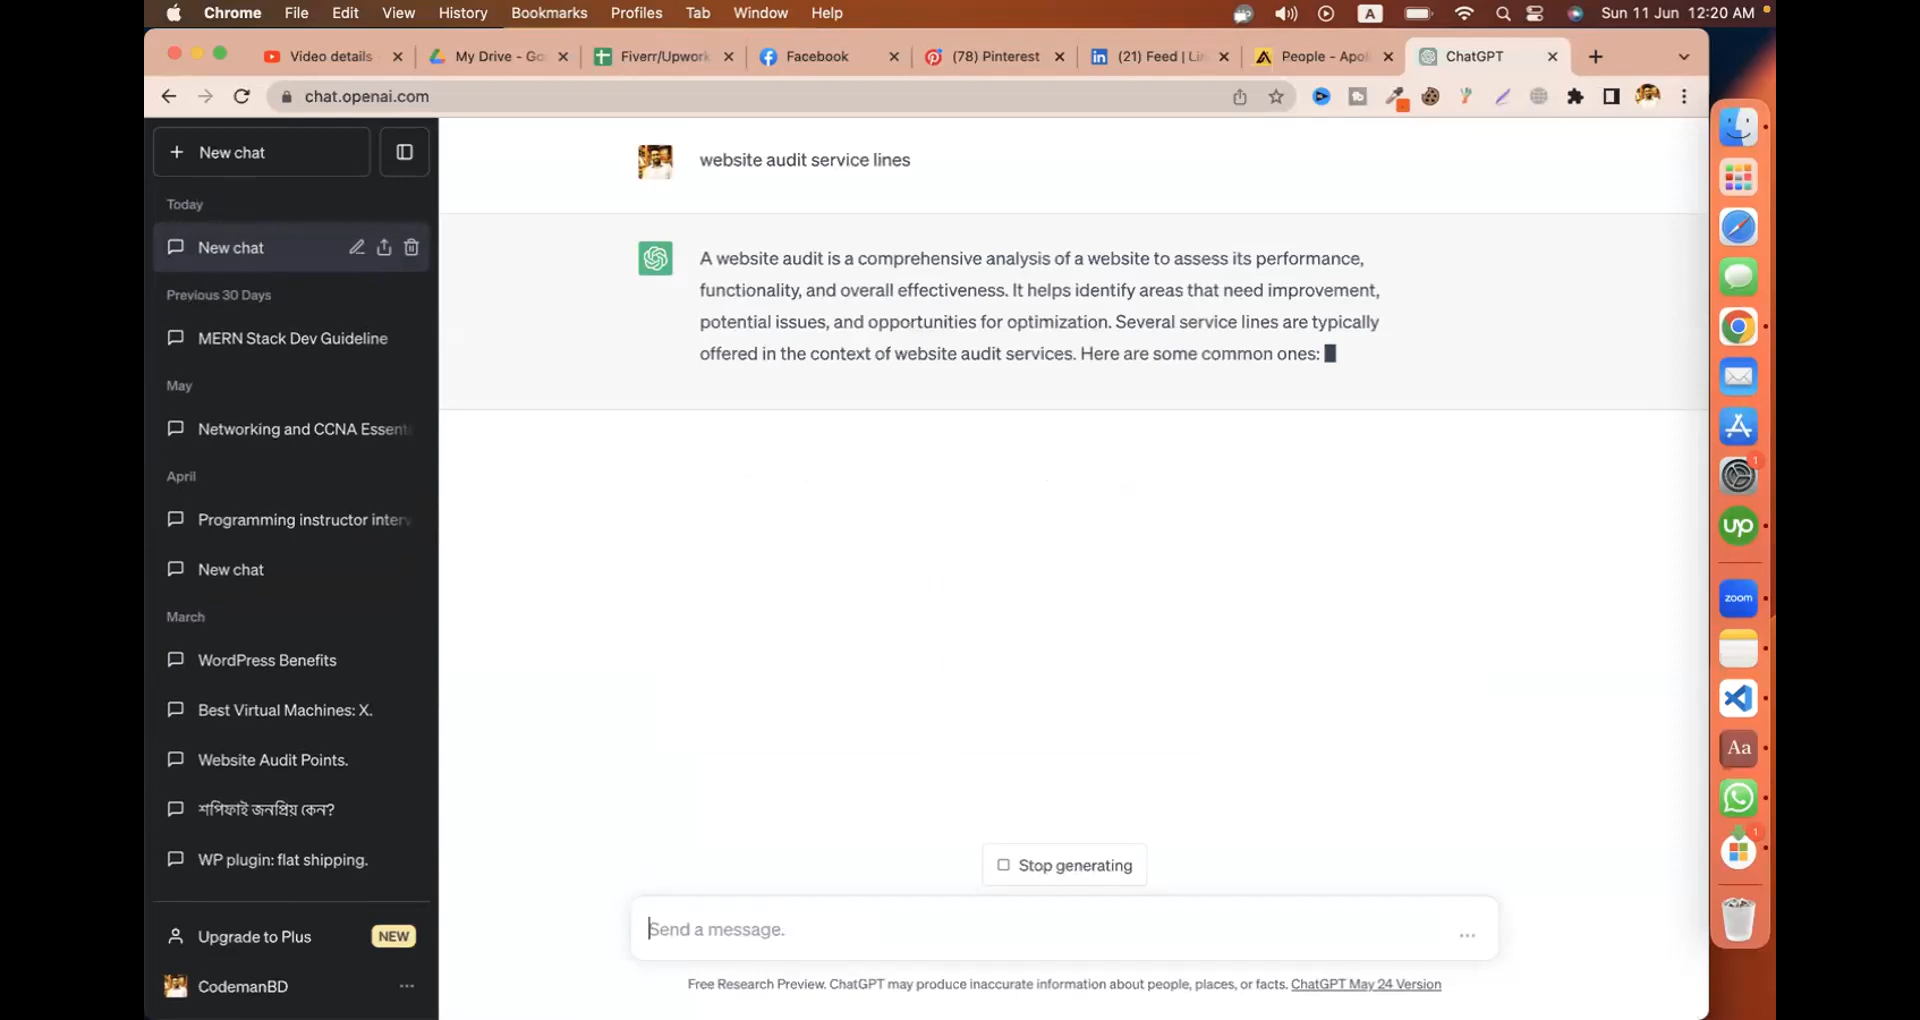 Chrome File Edit View History Bookmarks Profiles Tab Window Help A Sun 11 Jun 12:20 AM
Video details My Drive - Go Fiverr/Upwork Facebook (78) Pinterest (21) Feed | Lin People - Apol ChatGPT
chat.openai.com
New chat
Today
New chat
Previous 30 Days
MERN Stack Dev Guideline
May
Networking and CCNA Essent
April
Programming instructor interv
New chat
March
WordPress Benefits
Best Virtual Machines: X.
Website Audit Points.
শপিফাই জনপ্রিয় কেন?
WP plugin: flat shipping.
Upgrade to Plus NEW
CodemanBD
website audit service lines
A website audit is a comprehensive analysis of a website to assess its performance,
functionality, and overall effectiveness. It helps identify areas that need improvement,
potential issues, and opportunities for optimization. Several service lines are typically
offered in the context of website audit services. Here are some common ones:
Stop generating
Send a message.
Free Research Preview. ChatGPT may produce inaccurate information about people, places, or facts. ChatGPT May 24 Version
1
up
zoom
Aa
1